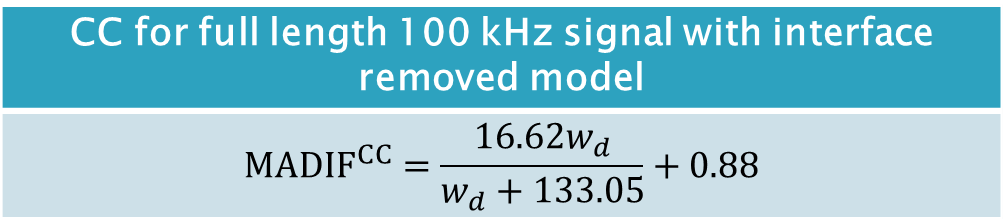 CC for full length 100 kHz signal with interface
removed model
MADIF^CC = \frac{16.62w_d}{w_d + 133.05} + 0.88